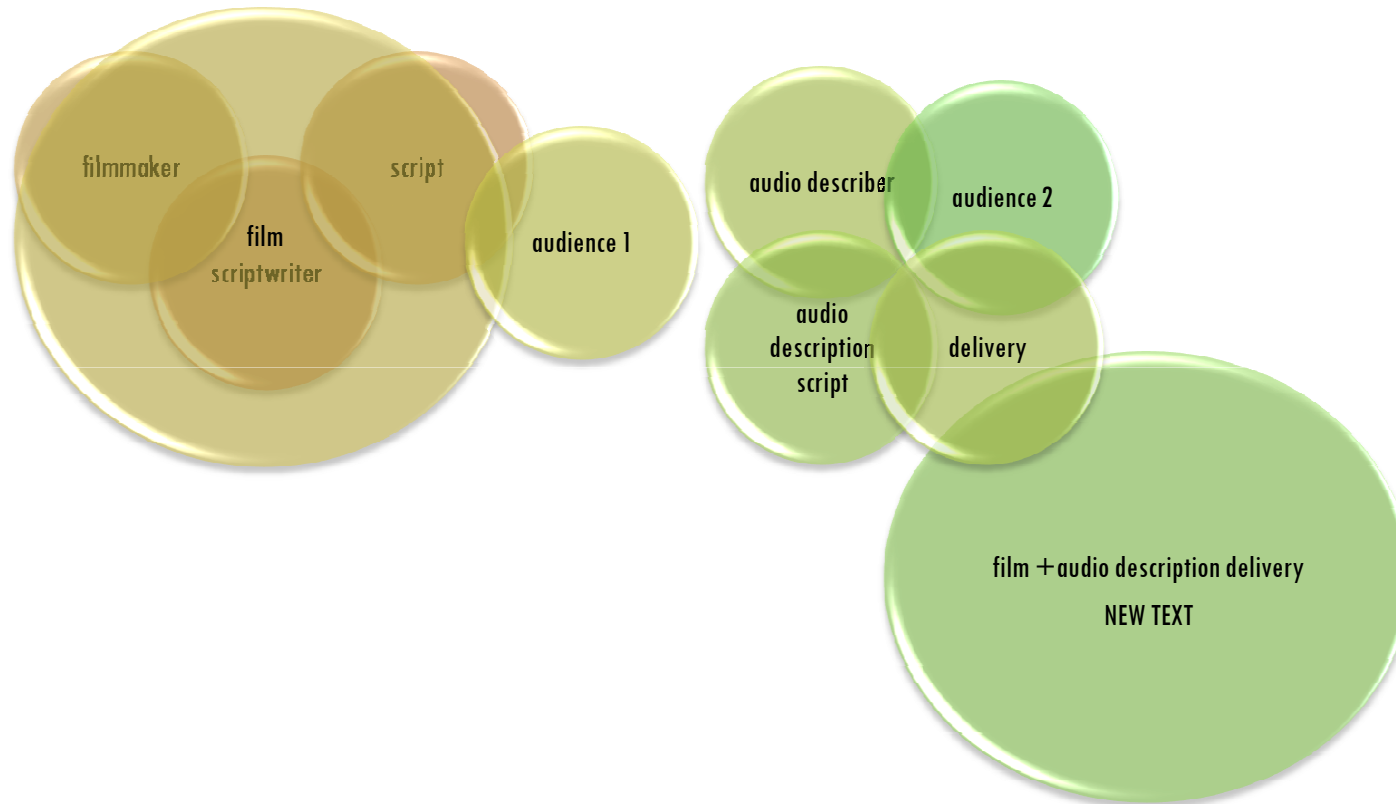 filmmaker
script
film
scriptwriter
audience 1
audio describer
audience 2
audio
description
script
delivery
film +audio description delivery
NEW TEXT